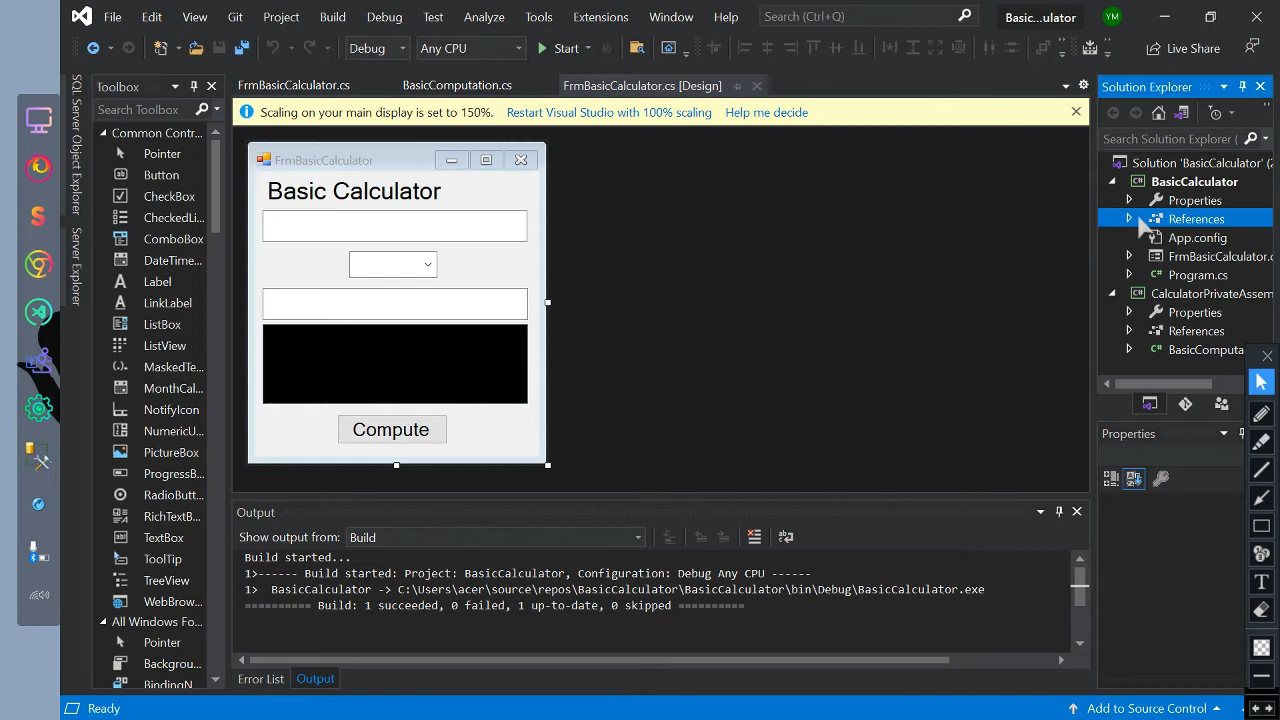 File Edit View Git Project Build Debug Test Analyze Tools Extensions Window Help Search (Ctrl+Q) Basic...ulator YM
Debug Any CPU Start Live Share
SQL Server Object Explorer
Server Explorer
Toolbox
Search Toolbox
Common Contr...
Pointer
Button
CheckBox
CheckedLi...
ComboBox
DateTime...
Label
LinkLabel
ListBox
ListView
MaskedTe...
MonthCal...
NotifyIcon
NumericU...
PictureBox
ProgressB...
RadioButt...
RichTextB...
TextBox
ToolTip
TreeView
WebBrow...
All Windows Fo...
Pointer
Backgrou...
BindingN
FrmBasicCalculator.cs BasicComputation.cs FrmBasicCalculator.cs [Design]
Scaling on your main display is set to 150%. Restart Visual Studio with 100% scaling Help me decide
FrmBasicCalculator
Basic Calculator
Compute
Output
Show output from: Build
Build started...
1>------ Build started: Project: BasicCalculator, Configuration: Debug Any CPU ------
1> BasicCalculator -> C:\Users\acer\source\repos\BasicCalculator\BasicCalculator\bin\Debug\BasicCalculator.exe
========== Build: 1 succeeded, 0 failed, 1 up-to-date, 0 skipped ==========
Error List Output
Solution Explorer
Search Solution Explorer
Solution 'BasicCalculator' (2
BasicCalculator
Properties
References
App.config
FrmBasicCalculator.c
Program.cs
CalculatorPrivateAssem
Properties
References
BasicComputa
Properties
Ready Add to Source Control